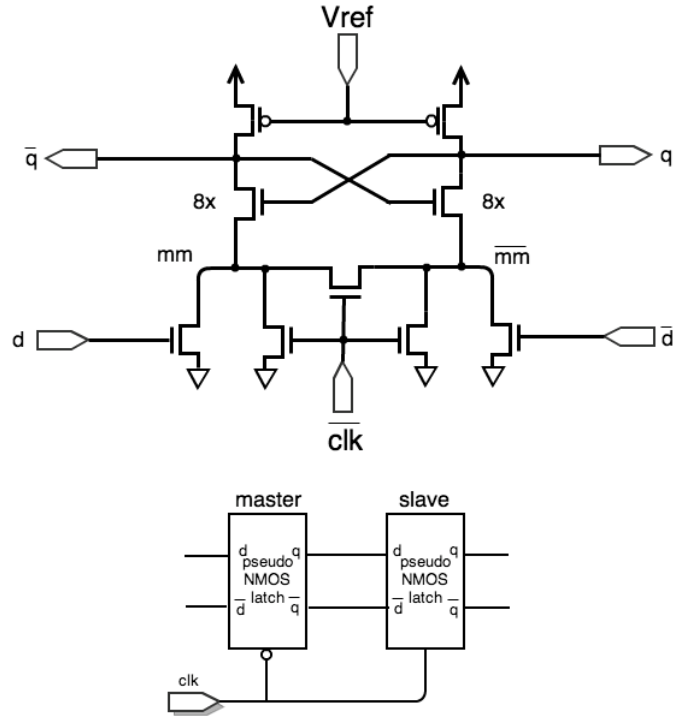 Vref
q̅ q
8x 8x
mm m̅m̅
d d̅
c̅l̅k̅
master slave
d q d q
pseudo pseudo
NMOS NMOS
d̅ latch q̅ d̅ latch q̅
clk